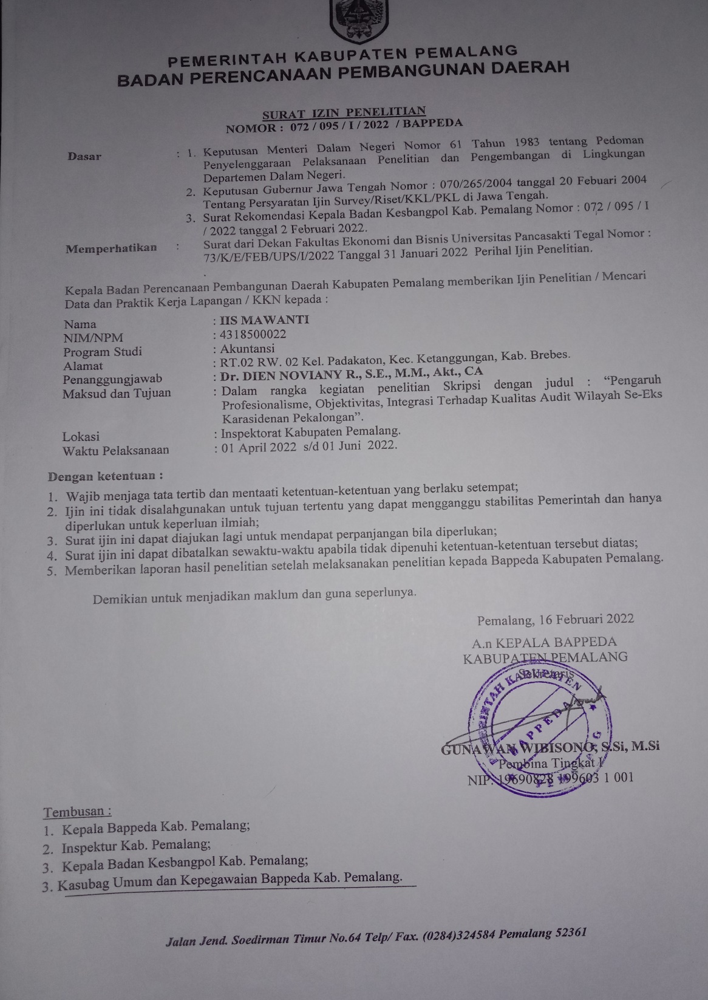 PEMERINTAH KABUPATEN PEMALANG
BADAN PERENCANAAN PEMBANGUNAN DAERAH
SURAT IZIN PENELITIAN
NOMOR : 072 / 095 / I / 2022 / BAPPEDA
Dasar : 1. Keputusan Menteri Dalam Negeri Nomor 61 Tahun 1983 tentang Pedoman
Penyelenggaraan Pelaksanaan Penelitian dan Pengembangan di Lingkungan
Departemen Dalam Negeri.
2. Keputusan Gubernur Jawa Tengah Nomor : 070/265/2004 tanggal 20 Febuari 2004
Tentang Persyaratan Ijin Survey/Riset/KKL/PKL di Jawa Tengah.
3. Surat Rekomendasi Kepala Badan Kesbangpol Kab. Pemalang Nomor : 072 / 095 / I
/ 2022 tanggal 2 Februari 2022.
Memperhatikan : Surat dari Dekan Fakultas Ekonomi dan Bisnis Universitas Pancasakti Tegal Nomor :
73/K/E/FEB/UPS/I/2022 Tanggal 31 Januari 2022 Perihal Ijin Penelitian.
Kepala Badan Perencanaan Pembangunan Daerah Kabupaten Pemalang memberikan Ijin Penelitian / Mencari
Data dan Praktik Kerja Lapangan / KKN kepada :
Nama : IIS MAWANTI
NIM/NPM : 4318500022
Program Studi : Akuntansi
Alamat : RT.02 RW. 02 Kel. Padakaton, Kec. Ketanggungan, Kab. Brebes.
Penanggungjawab : Dr. DIEN NOVIANY R., S.E., M.M., Akt., CA
Maksud dan Tujuan : Dalam rangka kegiatan penelitian Skripsi dengan judul : “Pengaruh
Profesionalisme, Objektivitas, Integrasi Terhadap Kualitas Audit Wilayah Se-Eks
Karasidenan Pekalongan”.
Lokasi : Inspektorat Kabupaten Pemalang.
Waktu Pelaksanaan : 01 April 2022 s/d 01 Juni 2022.
Dengan ketentuan :
1. Wajib menjaga tata tertib dan mentaati ketentuan-ketentuan yang berlaku setempat;
2. Ijin ini tidak disalahgunakan untuk tujuan tertentu yang dapat mengganggu stabilitas Pemerintah dan hanya
diperlukan untuk keperluan ilmiah;
3. Surat ijin ini dapat diajukan lagi untuk mendapat perpanjangan bila diperlukan;
4. Surat ijin ini dapat dibatalkan sewaktu-waktu apabila tidak dipenuhi ketentuan-ketentuan tersebut diatas;
5. Memberikan laporan hasil penelitian setelah melaksanakan penelitian kepada Bappeda Kabupaten Pemalang.
Demikian untuk menjadikan maklum dan guna seperlunya.
Pemalang, 16 Februari 2022
A.n KEPALA BAPPEDA
KABUPATEN PEMALANG
Sekretaris
PEMERINTAH KABUPATEN
BAPPEDA
GUNAWAN WIBISONO, S.Si, M.Si
Pembina Tingkat I
NIP. 19690828 199603 1 001
Tembusan :
1. Kepala Bappeda Kab. Pemalang;
2. Inspektur Kab. Pemalang;
3. Kepala Badan Kesbangpol Kab. Pemalang;
3. Kasubag Umum dan Kepegawaian Bappeda Kab. Pemalang.
Jalan Jend. Soedirman Timur No.64 Telp/ Fax. (0284)324584 Pemalang 52361